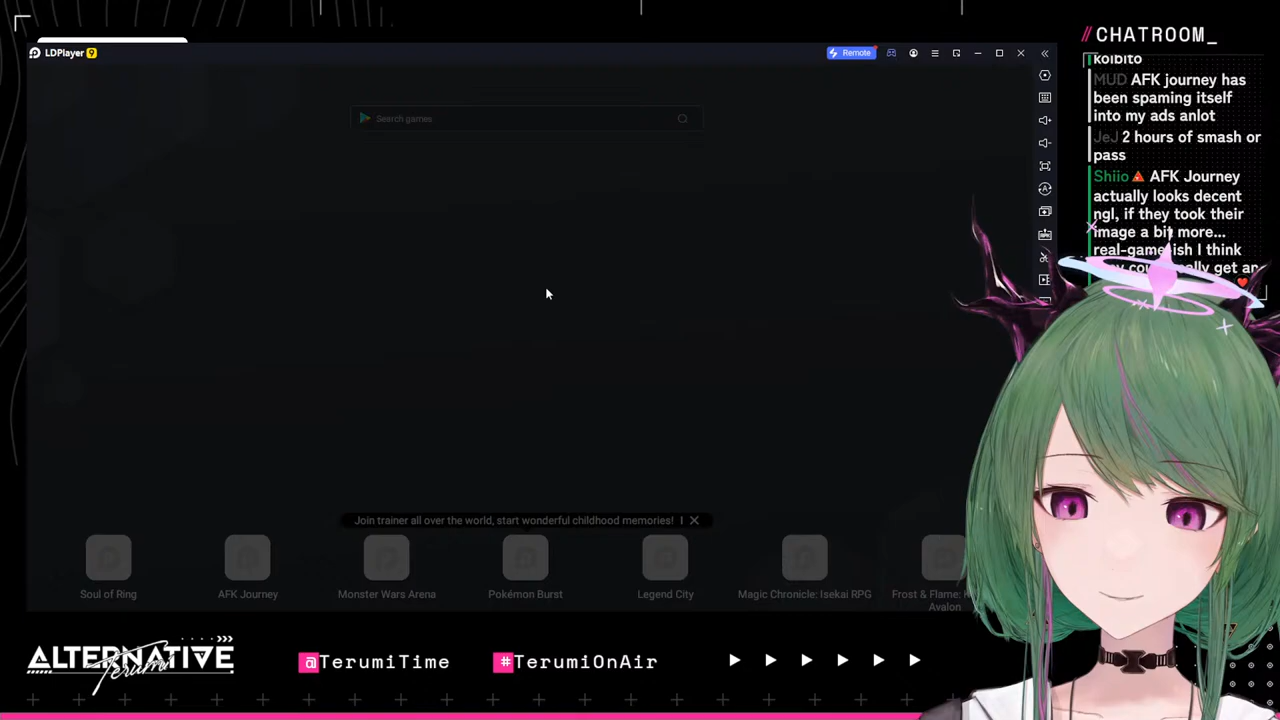 LDPlayer 9
Remote
Search games
Join trainer all over the world, start wonderful childhood memories!
Soul of Ring
AFK Journey
Monster Wars Arena
Pokémon Burst
Legend City
Magic Chronicle: Isekai RPG
Frost & Flame:
Avalon
//CHATROOM_
koibito
MUD AFK journey has
been spaming itself
into my ads anlot
JeJ 2 hours of smash or
pass
Shiio AFK Journey
actually looks decent
ngl, if they took their
image a bit more...
real-game-ish I think
get
ALTERNATIVE
Terumi
@TerumiTime
#TerumiOnAir